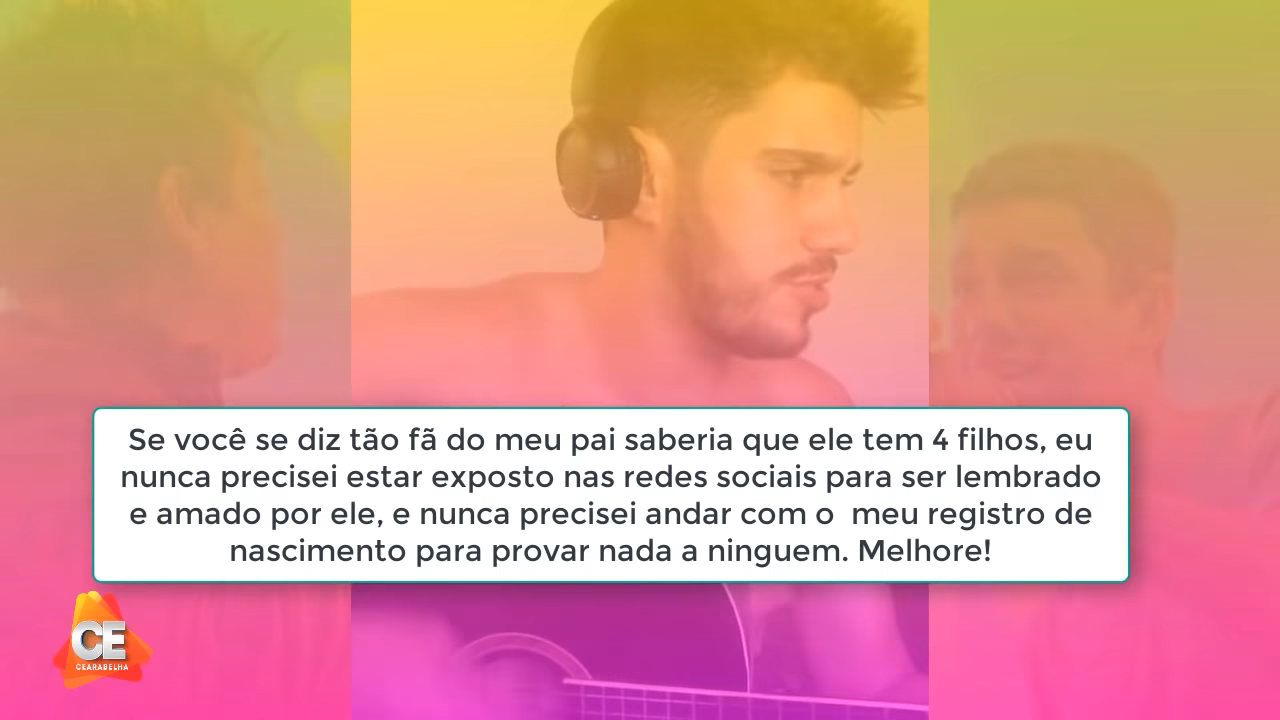 Se você se diz tão fã do meu pai saberia que ele tem 4 filhos, eu
nunca precisei estar exposto nas redes sociais para ser lembrado
e amado por ele, e nunca precisei andar com o  meu registro de
nascimento para provar nada a ninguem. Melhore!
CE
CEARABELHA